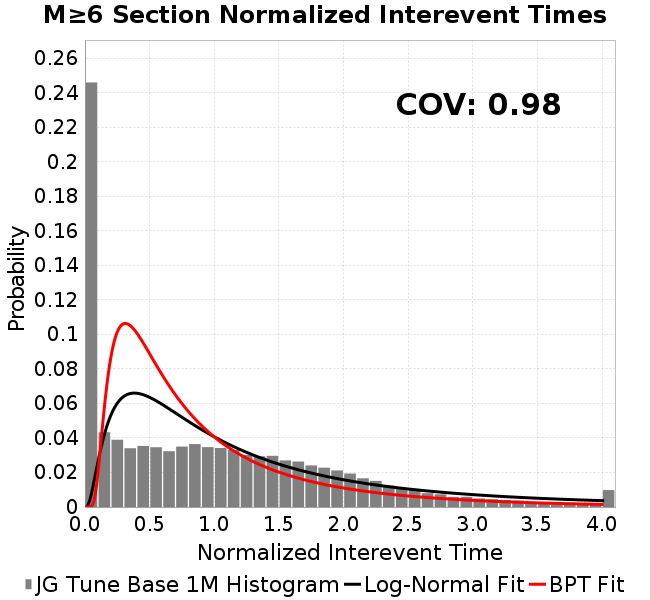 M≥6 Section Normalized Interevent Times
COV: 0.98
Probability
0.26
0.24
0.22
0.2
0.18
0.16
0.14
0.12
0.1
0.08
0.06
0.04
0.02
0
0.0 0.5 1.0 1.5 2.0 2.5 3.0 3.5 4.0
Normalized Interevent Time
JG Tune Base 1M Histogram Log-Normal Fit BPT Fit